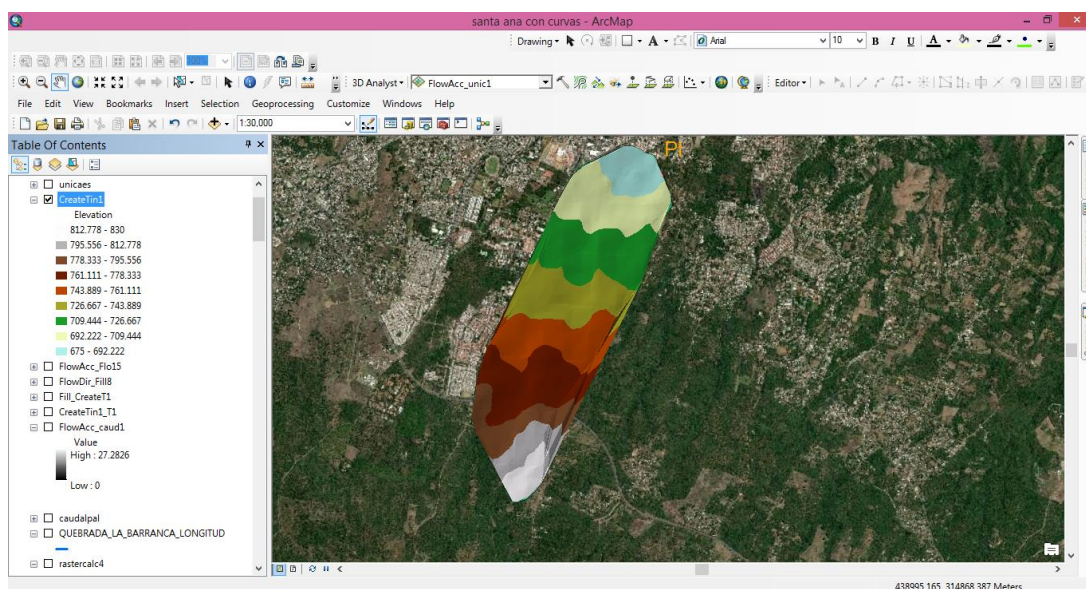 santa ana con curvas - ArcMap
Drawing
A
Arial
10
B I U A
100%
3D Analyst
FlowAcc_unic1
Editor
File Edit View Bookmarks Insert Selection Geoprocessing Customize Windows Help
1:30,000
Table Of Contents
unicaes
CreateTin1
Elevation
812.778 - 830
795.556 - 812.778
778.333 - 795.556
761.111 - 778.333
743.889 - 761.111
726.667 - 743.889
709.444 - 726.667
692.222 - 709.444
675 - 692.222
FlowAcc_Flo15
FlowDir_Fill8
Fill_CreateT1
CreateTin1_T1
FlowAcc_caud1
Value
High : 27.2826
Low : 0
caudalpal
QUEBRADA_LA_BARRANCA_LONGITUD
rastercalc4
PI
438995.165 314868.387 Meters